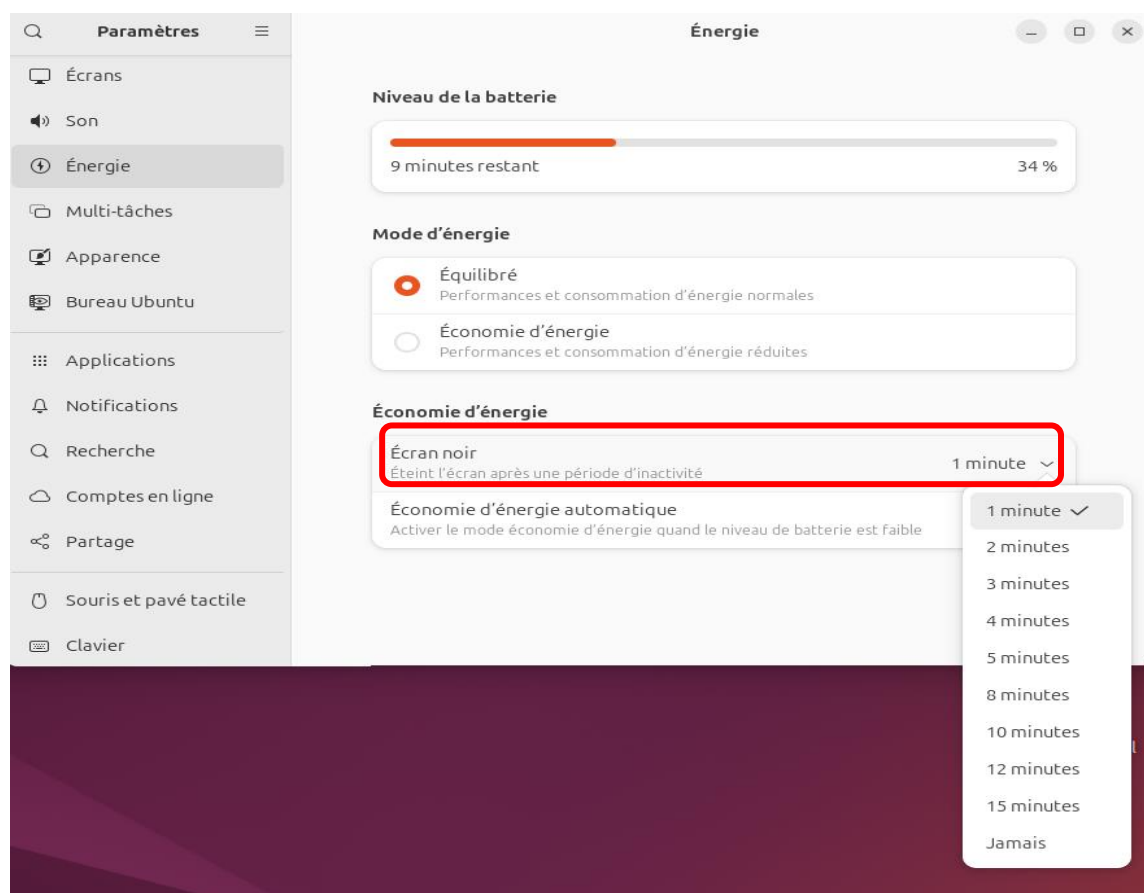 Paramètres
Écrans
Son
Énergie
Multi-tâches
Apparence
Bureau Ubuntu
Applications
Notifications
Recherche
Comptes en ligne
Partage
Souris et pavé tactile
Clavier
Énergie
Niveau de la batterie
9 minutes restant 34 %
Mode d'énergie
Équilibré
Performances et consommation d'énergie normales
Économie d'énergie
Performances et consommation d'énergie réduites
Économie d'énergie
Écran noir
Éteint l'écran après une période d'inactivité
1 minute
Économie d'énergie automatique
Activer le mode économie d'énergie quand le niveau de batterie est faible
1 minute
2 minutes
3 minutes
4 minutes
5 minutes
8 minutes
10 minutes
12 minutes
15 minutes
Jamais